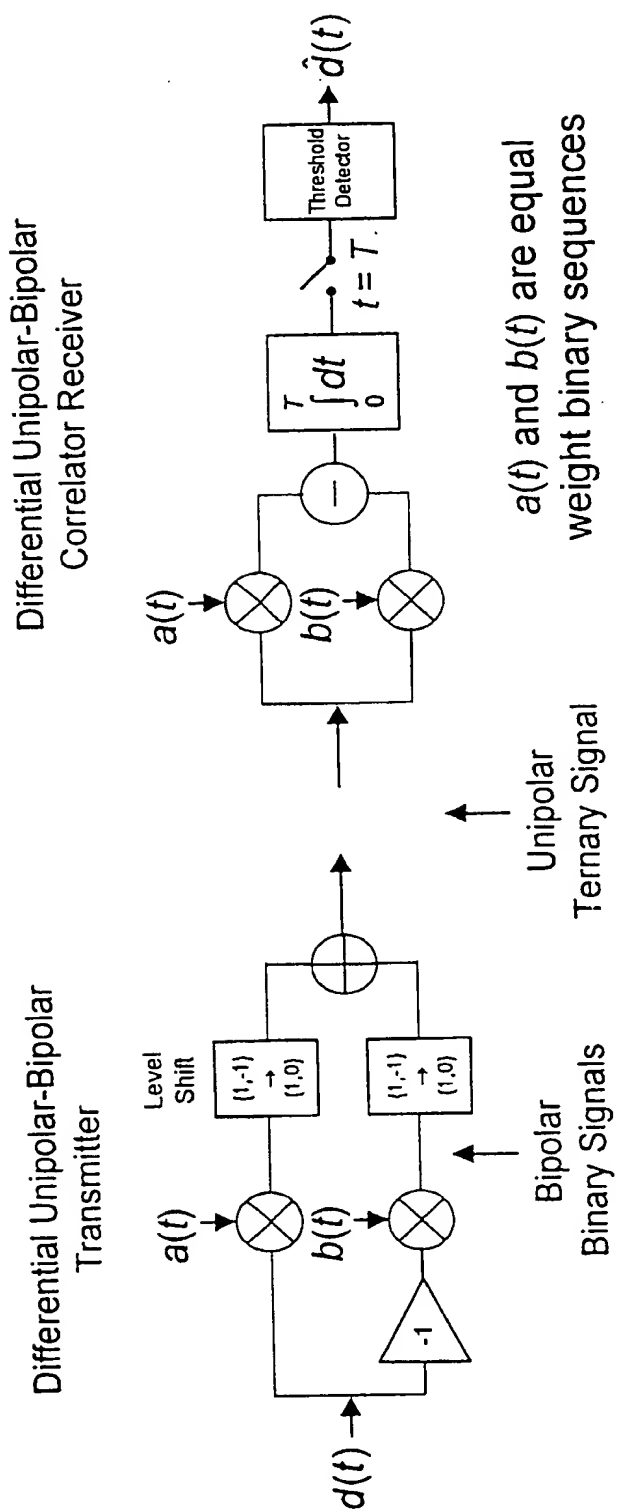 Differential Unipolar-Bipolar
Transmitter
d(t)
-1
a(t)
b(t)
Level
Shift
{1,-1}
→
{1,0}
{1,-1}
→
{1,0}
Bipolar
Binary Signals
Unipolar
Ternary Signal
Differential Unipolar-Bipolar
Correlator Receiver
a(t)
b(t)
−
T
∫dt
0
t = T
Threshold
Detector
d̂(t)
a(t) and b(t) are equal
weight binary sequences